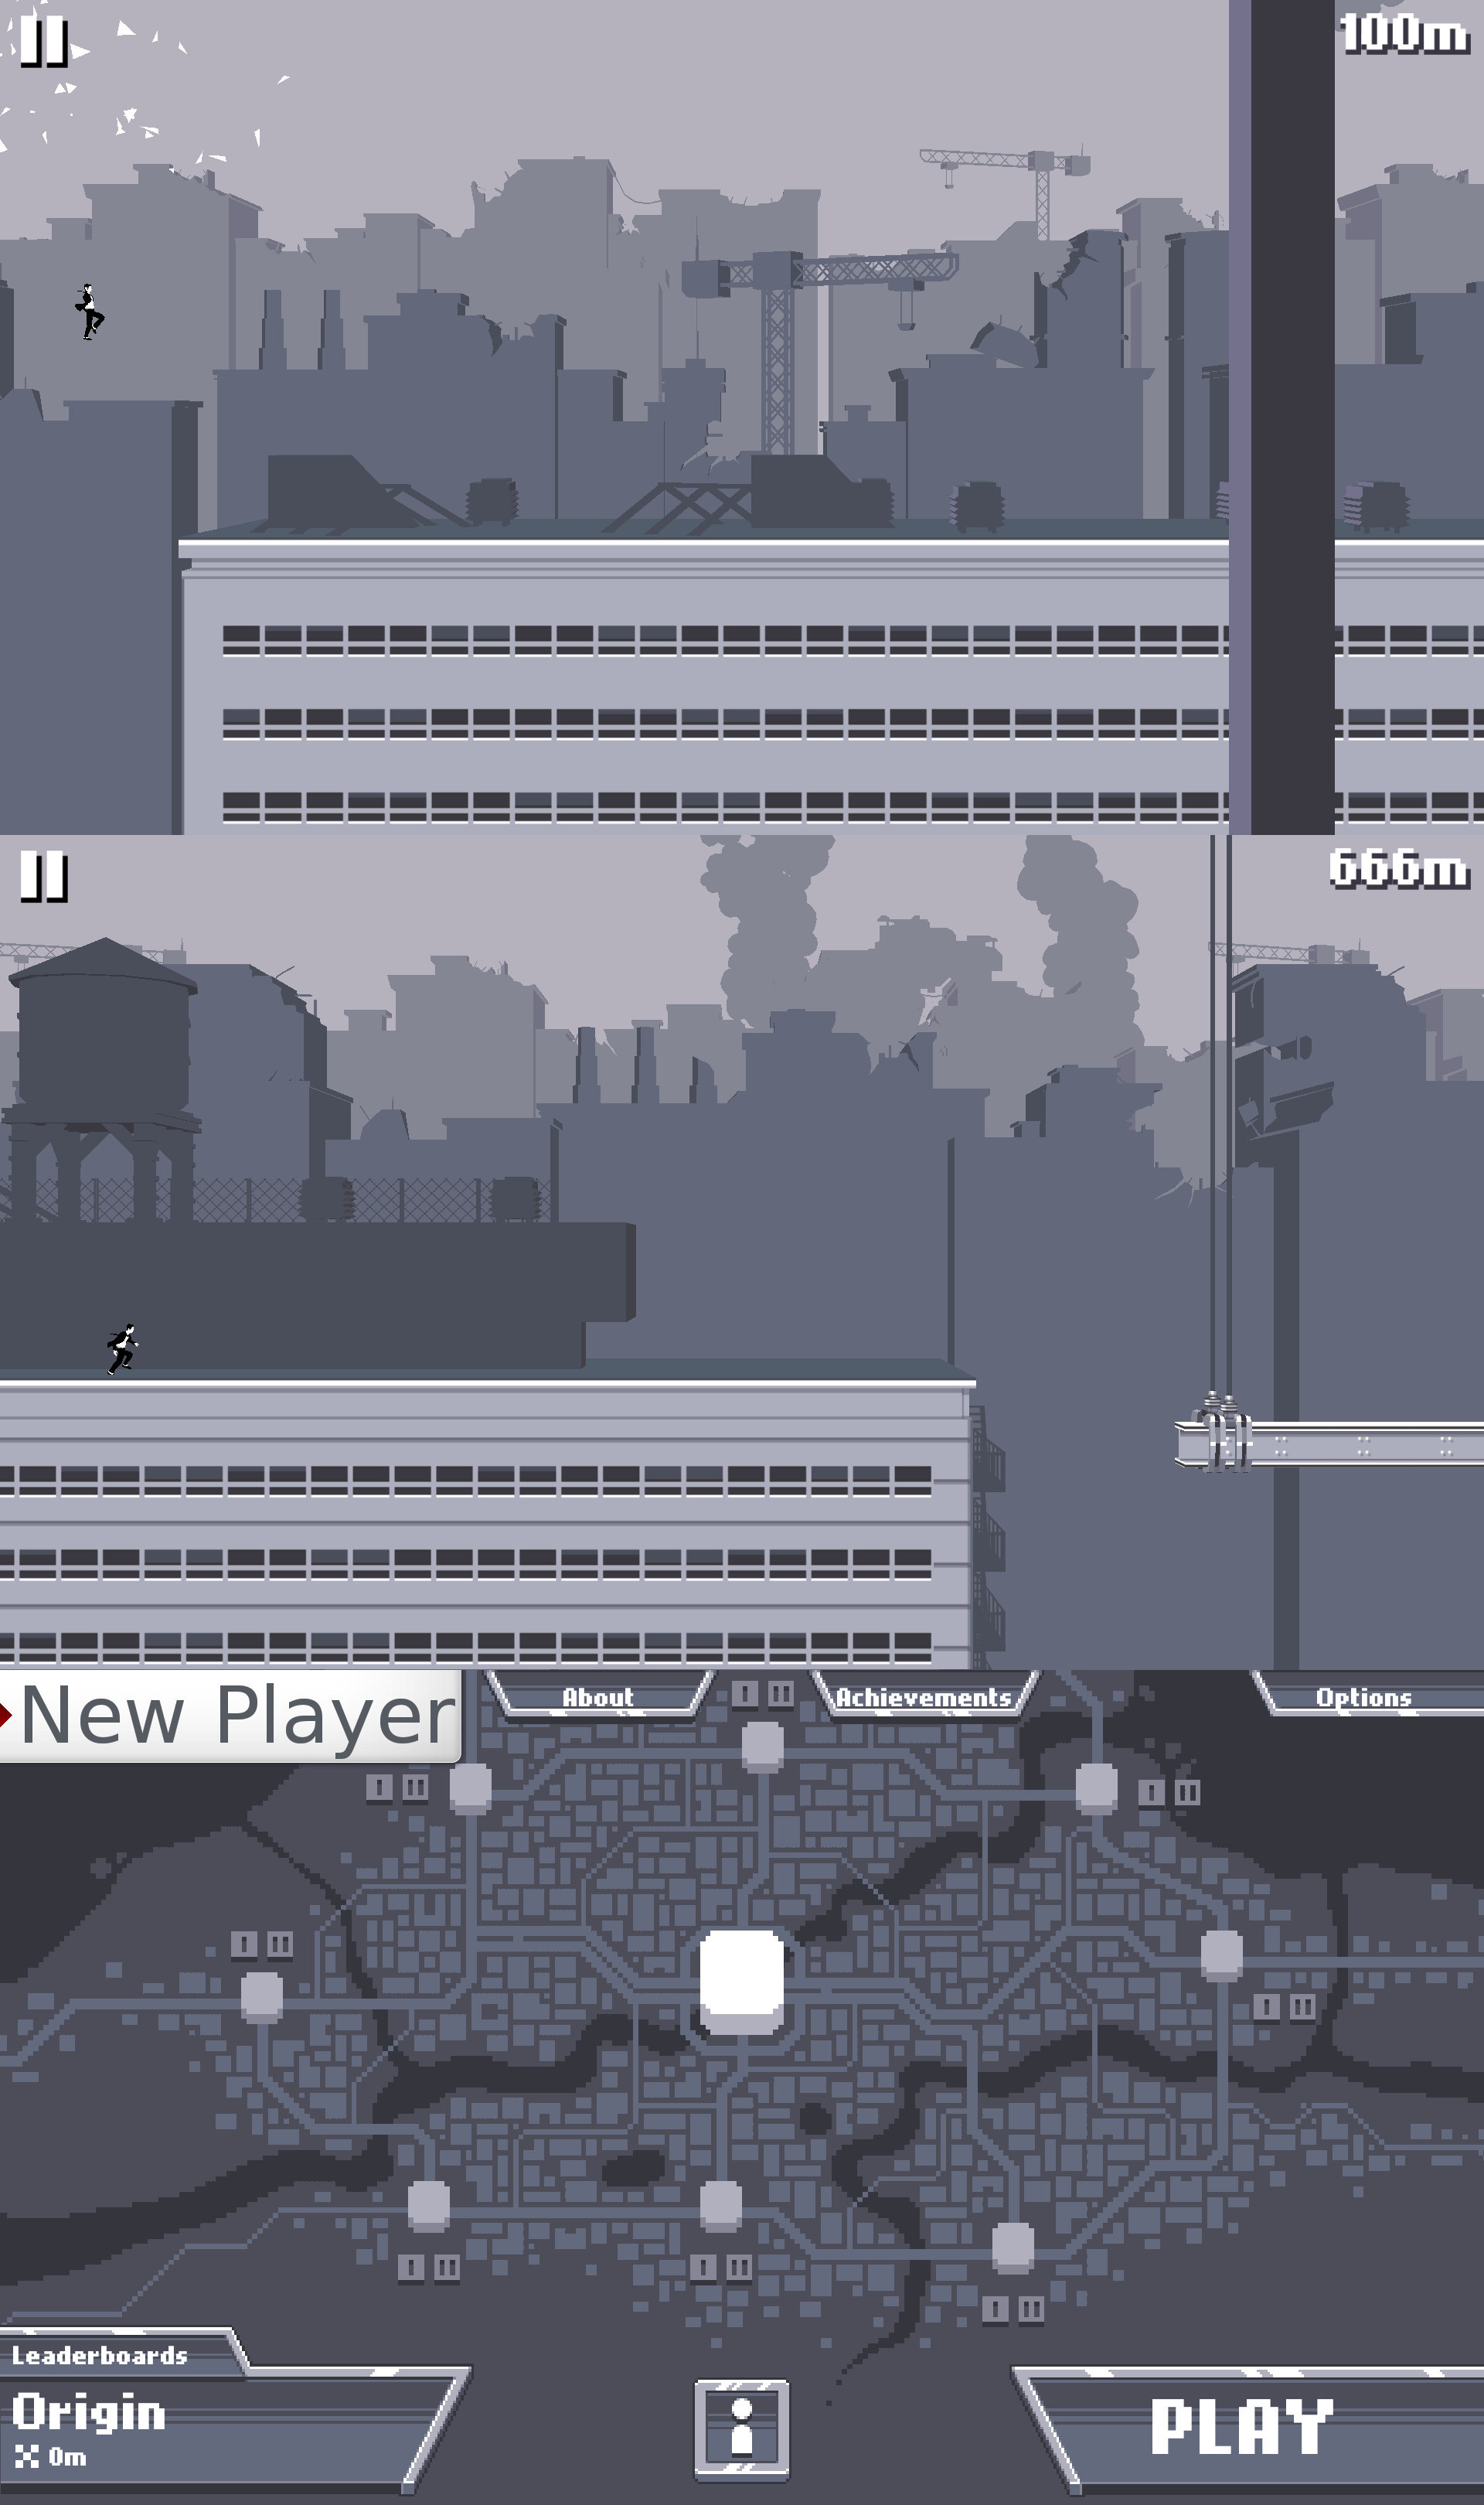 100m
666m
New Player
About
Achievements
Options
Leaderboards
Origin
0m
PLAY